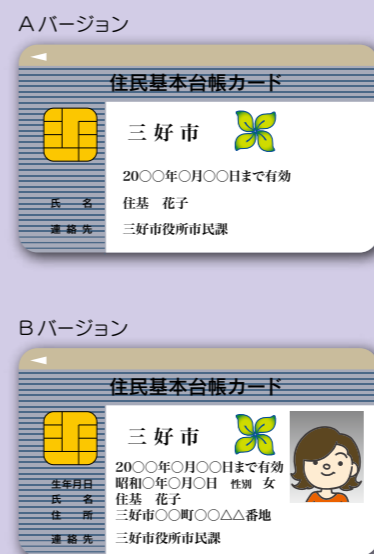 Aバージョン
住民基本台帳カード
三好市
20○○年○月○○日まで有効
氏 名 住基 花子
連絡先 三好市役所市民課
Bバージョン
住民基本台帳カード
三好市
20○○年○月○○日まで有効
生年月日 昭和○年○月○日 性別 女
氏 名 住基 花子
住 所 三好市○○町○○△△番地
連絡先 三好市役所市民課